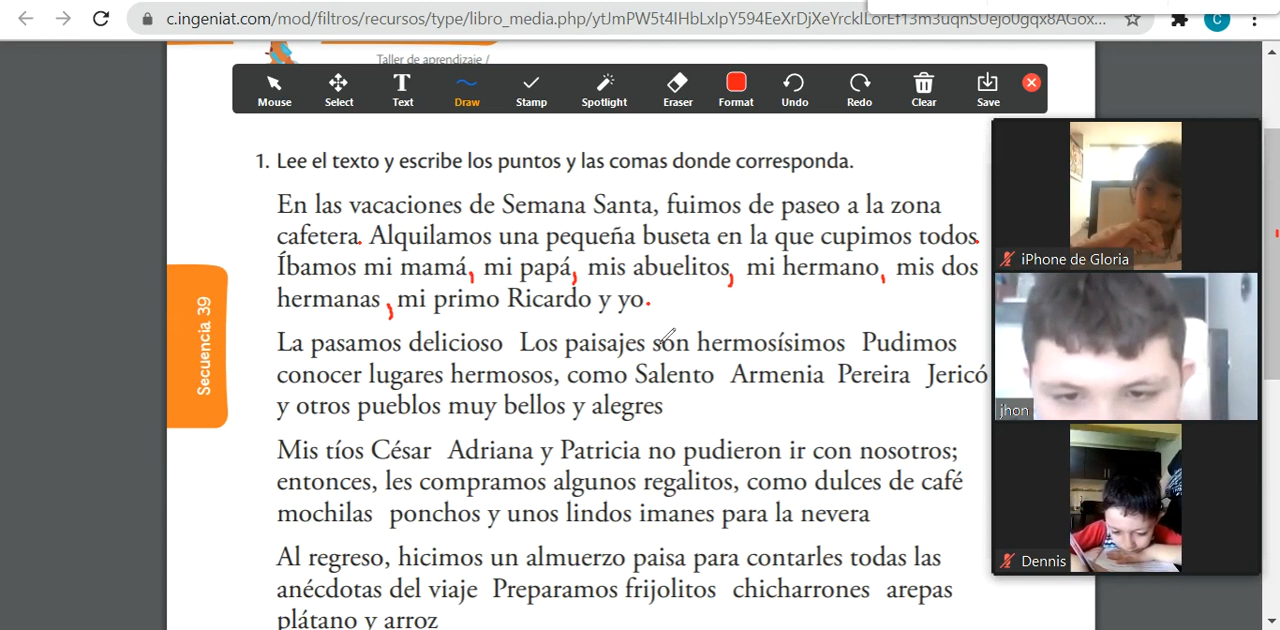 c.ingeniat.com/mod/filtros/recursos/type/libro_media.php/
Taller de aprendizaje /
Mouse Select Text Draw Stamp Spotlight Eraser Format Undo Redo Clear Save
1. Lee el texto y escribe los puntos y las comas donde corresponda.
En las vacaciones de Semana Santa, fuimos de paseo a la zona
cafetera. Alquilamos una pequeña buseta en la que cupimos todos.
Íbamos mi mamá, mi papá, mis abuelitos, mi hermano, mis dos
hermanas , mi primo Ricardo y yo.
La pasamos delicioso Los paisajes son hermosísimos Pudimos
conocer lugares hermosos, como Salento Armenia Pereira Jericó
y otros pueblos muy bellos y alegres
Mis tíos César Adriana y Patricia no pudieron ir con nosotros;
entonces, les compramos algunos regalitos, como dulces de café
mochilas ponchos y unos lindos imanes para la nevera
Al regreso, hicimos un almuerzo paisa para contarles todas las
anécdotas del viaje Preparamos frijolitos chicharrones arepas
plátano y arroz
Secuencia 39
C
iPhone de Gloria
jhon
Dennis